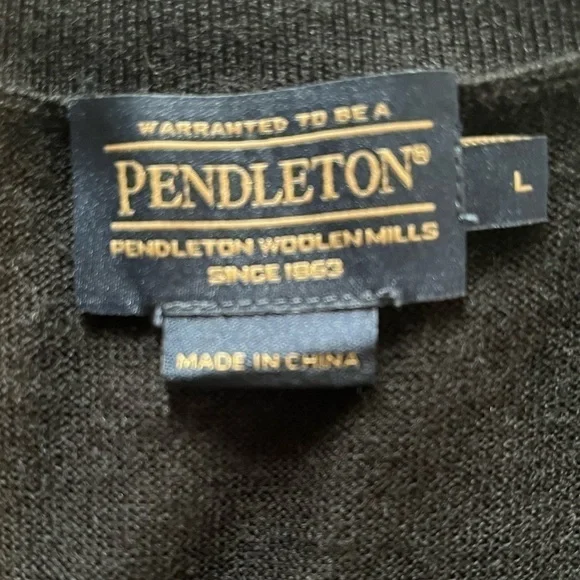 WARRANTED TO BE A
PENDLETON®
PENDLETON WOOLEN MILLS
SINCE 1863
L
MADE IN CHINA